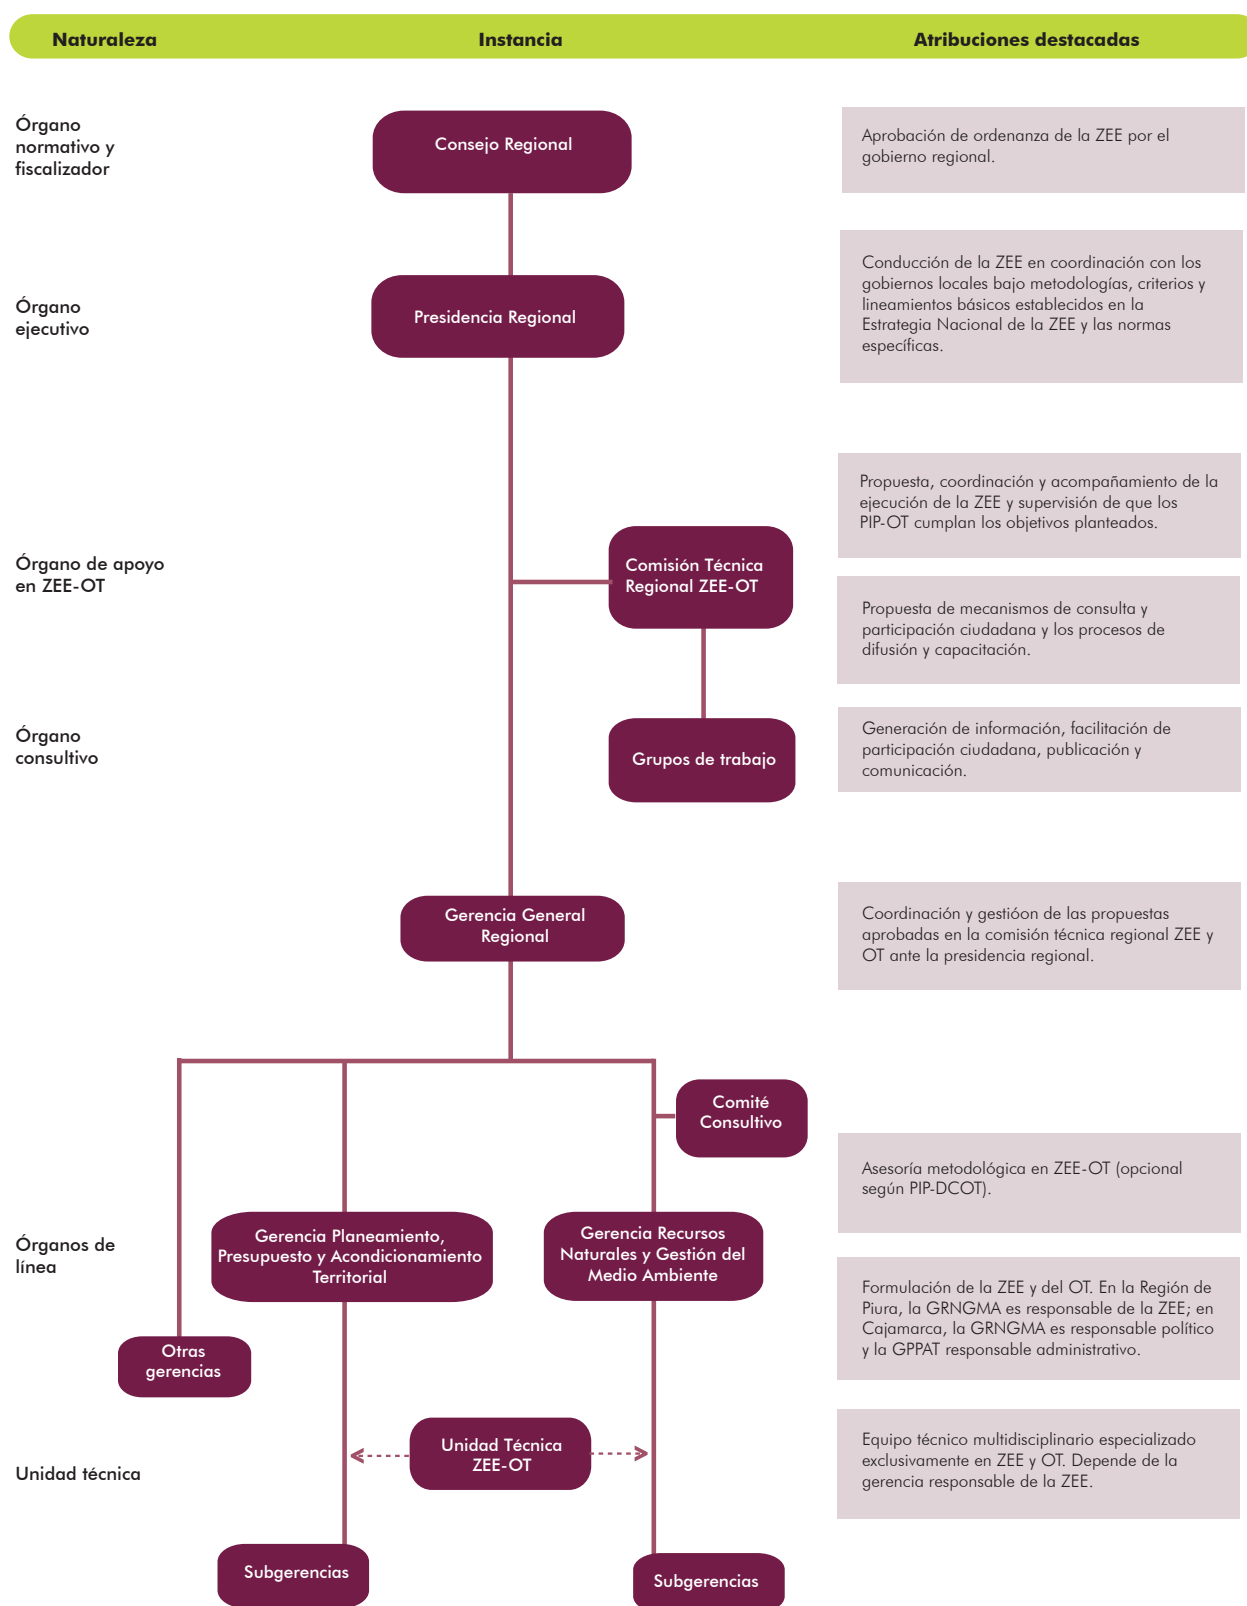 Naturaleza
Instancia
Atribuciones destacadas
Órgano
normativo y
fiscalizador
Consejo Regional
Aprobación de ordenanza de la ZEE por el
gobierno regional.
Órgano
ejecutivo
Presidencia Regional
Conducción de la ZEE en coordinación con los
gobiernos locales bajo metodologías, criterios y
lineamientos básicos establecidos en la
Estrategia Nacional de la ZEE y las normas
específicas.
Órgano de apoyo
en ZEE-OT
Comisión Técnica
Regional ZEE-OT
Propuesta, coordinación y acompañamiento de la
ejecución de la ZEE y supervisión de que los
PIP-OT cumplan los objetivos planteados.
Propuesta de mecanismos de consulta y
participación ciudadana y los procesos de
difusión y capacitación.
Órgano
consultivo
Grupos de trabajo
Generación de información, facilitación de
participación ciudadana, publicación y
comunicación.
Gerencia General
Regional
Coordinación y gestióon de las propuestas
aprobadas en la comisión técnica regional ZEE y
OT ante la presidencia regional.
Comité
Consultivo
Asesoría metodológica en ZEE-OT (opcional
según PIP-DCOT).
Órganos de
línea
Gerencia Planeamiento,
Presupuesto y Acondicionamiento
Territorial
Gerencia Recursos
Naturales y Gestión del
Medio Ambiente
Formulación de la ZEE y del OT. En la Región de
Piura, la GRNGMA es responsable de la ZEE; en
Cajamarca, la GRNGMA es responsable político
y la GPPAT responsable administrativo.
Otras
gerencias
Unidad técnica
Unidad Técnica
ZEE-OT
Equipo técnico multidisciplinario especializado
exclusivamente en ZEE y OT. Depende de la
gerencia responsable de la ZEE.
Subgerencias
Subgerencias